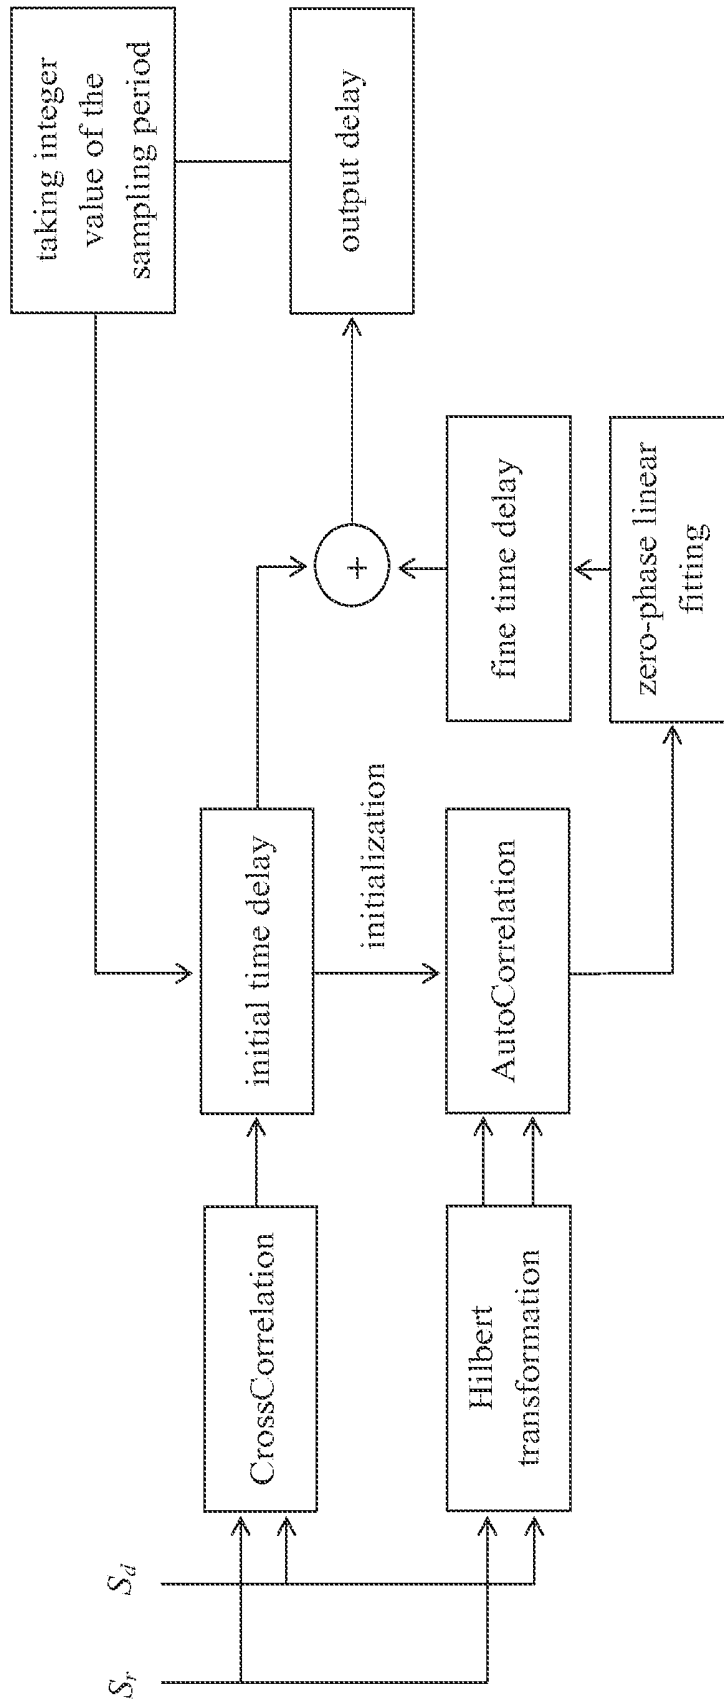 taking integer
value of the
sampling period
CrossCorrelation
initial time delay
output delay
+
initialization
Sd
Sr
Hilbert
transformation
AutoCorrelation
fine time delay
zero-phase linear
fitting